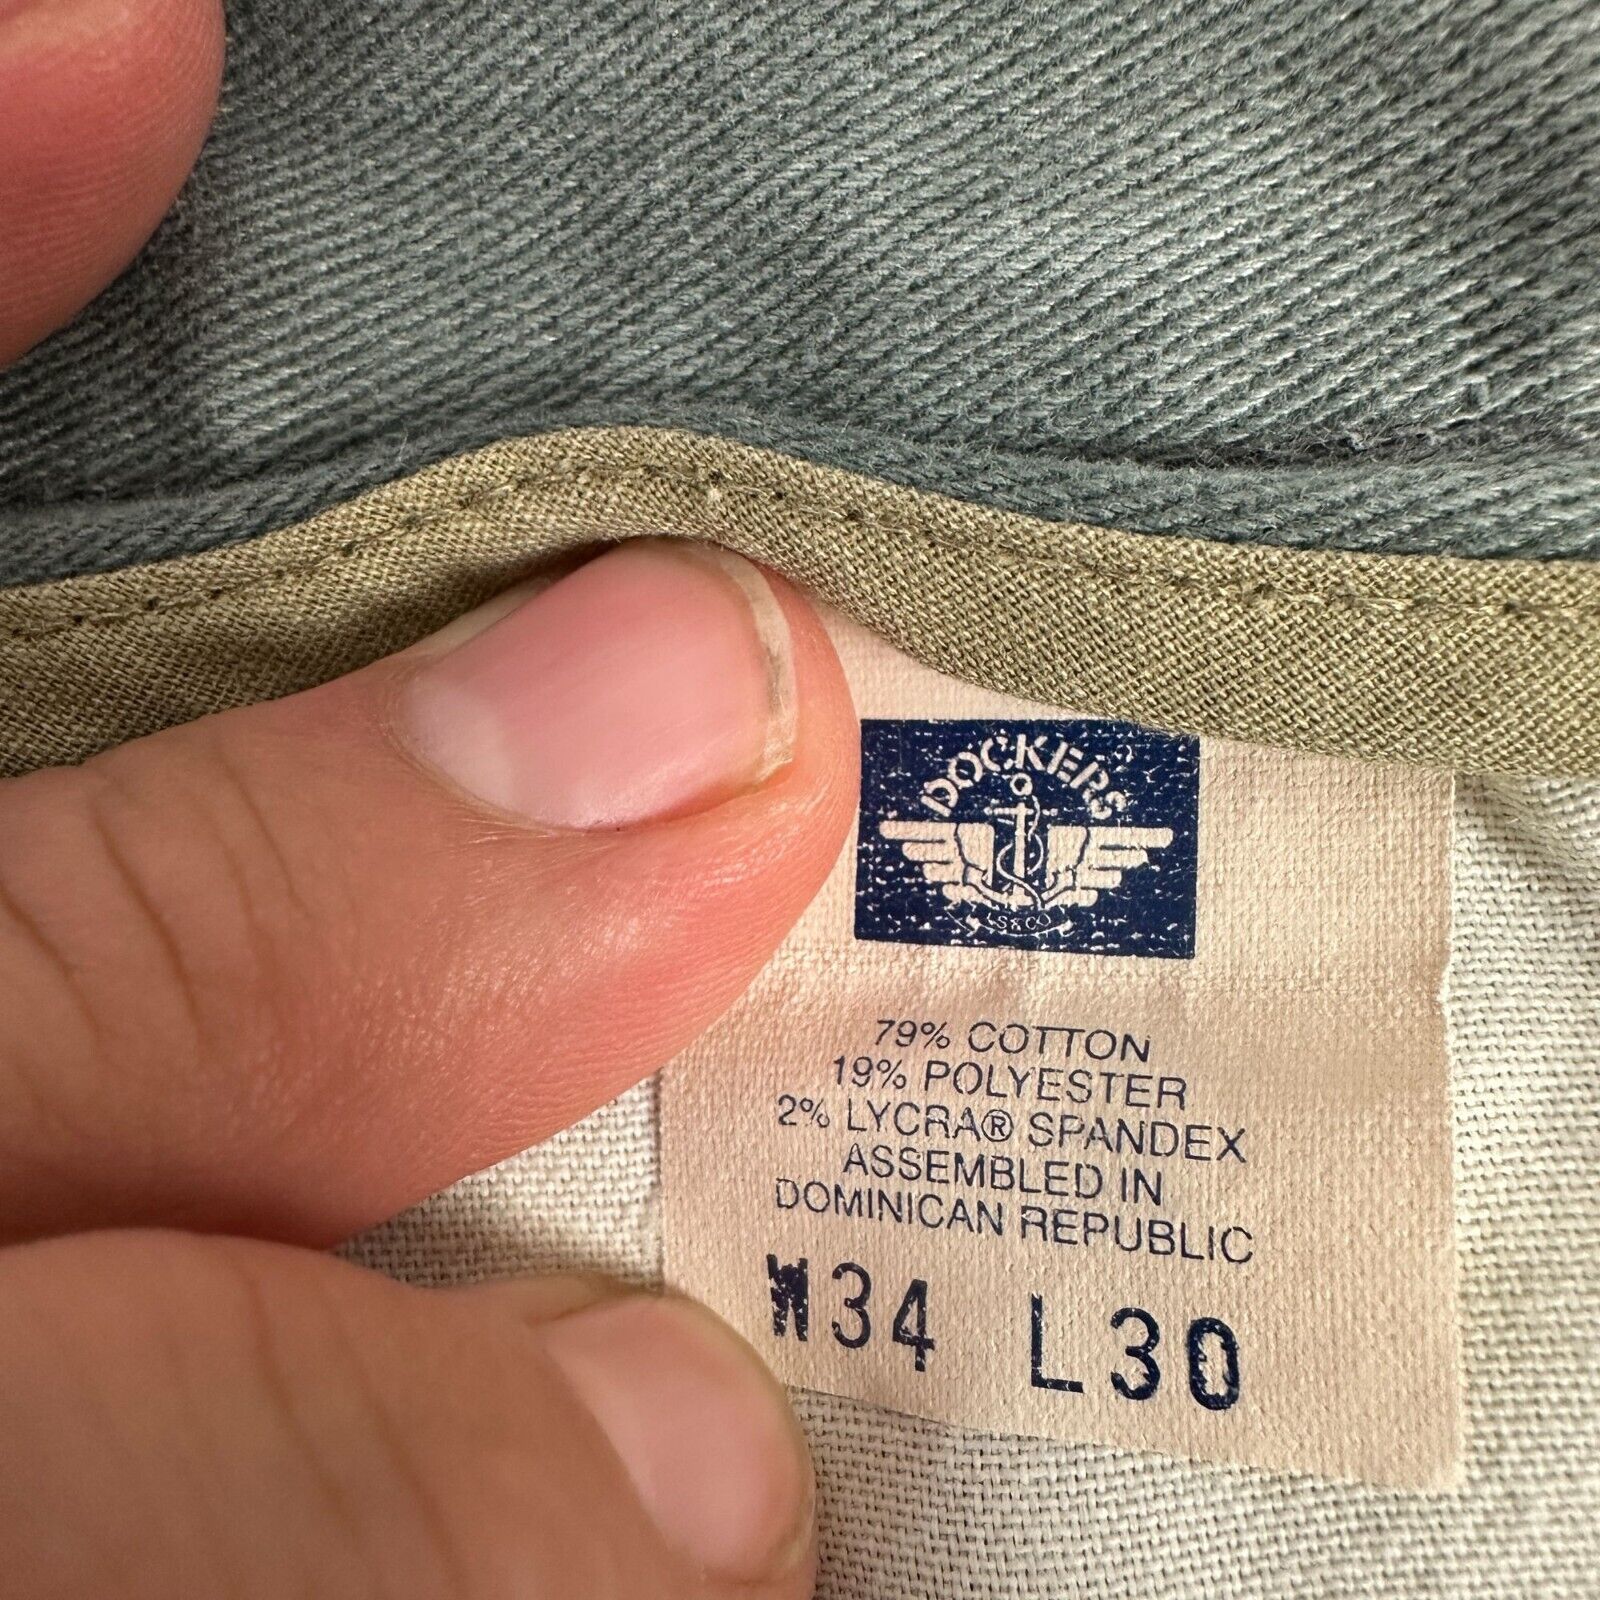 DOCKERS
LS&CO
79% COTTON
19% POLYESTER
2% LYCRA® SPANDEX
ASSEMBLED IN
DOMINICAN REPUBLIC
W34 L30